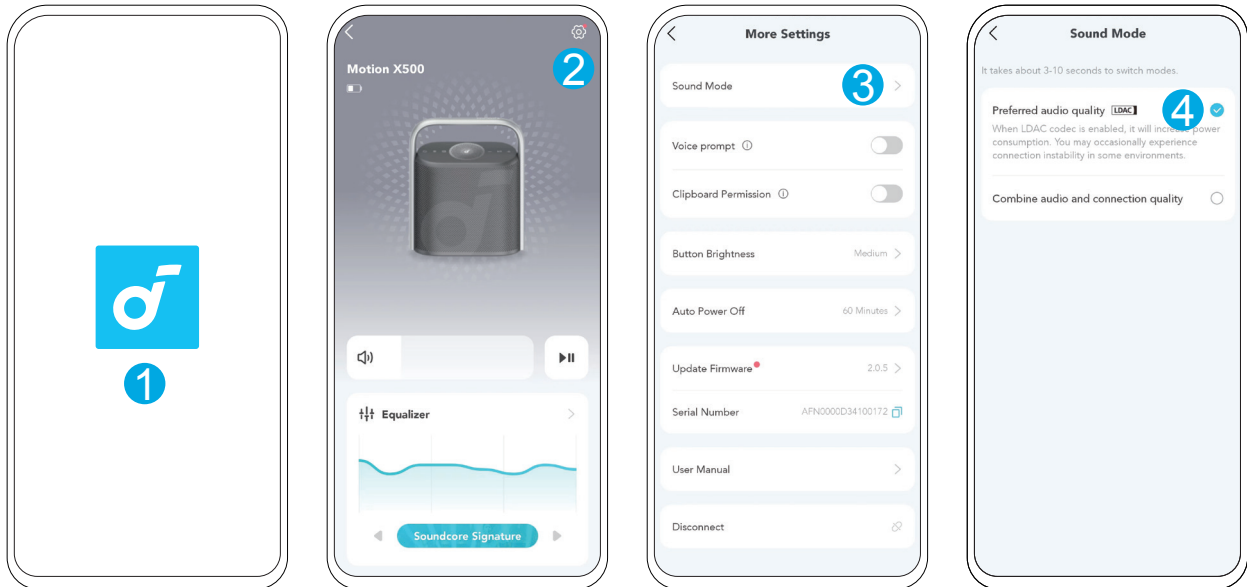 1
2
Motion X500
Equalizer
Soundcore Signature
More Settings
Sound Mode
3
Voice prompt
Clipboard Permission
Button Brightness Medium
Auto Power Off 60 Minutes
Update Firmware 2.0.5
Serial Number AFN0000D34100172
User Manual
Disconnect
Sound Mode
It takes about 3-10 seconds to switch modes.
Preferred audio quality LDAC
4
When LDAC codec is enabled, it will increase power
consumption. You may occasionally experience
connection instability in some environments.
Combine audio and connection quality